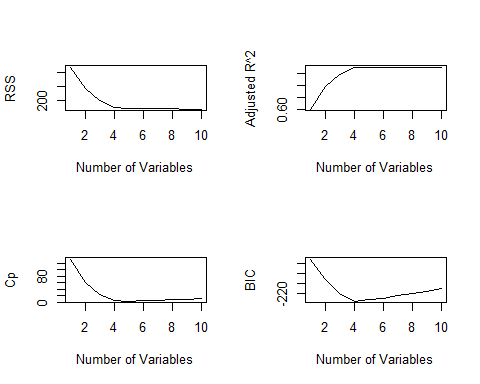 RSS
200
2 4 6 8 10
Number of Variables
Adjusted R^2
0.60
2 4 6 8 10
Number of Variables
Cp
0 80
2 4 6 8 10
Number of Variables
BIC
-220
2 4 6 8 10
Number of Variables